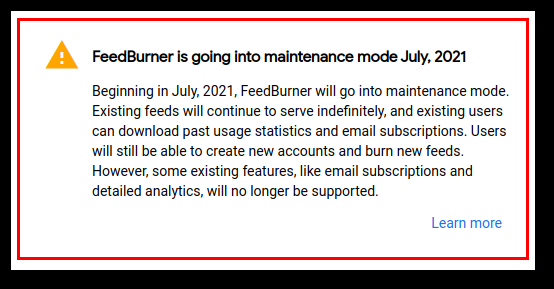 FeedBurner is going into maintenance mode July, 2021
Beginning in July, 2021, FeedBurner will go into maintenance mode.
Existing feeds will continue to serve indefinitely, and existing users
can download past usage statistics and email subscriptions. Users
will still be able to create new accounts and burn new feeds.
However, some existing features, like email subscriptions and
detailed analytics, will no longer be supported.
Learn more